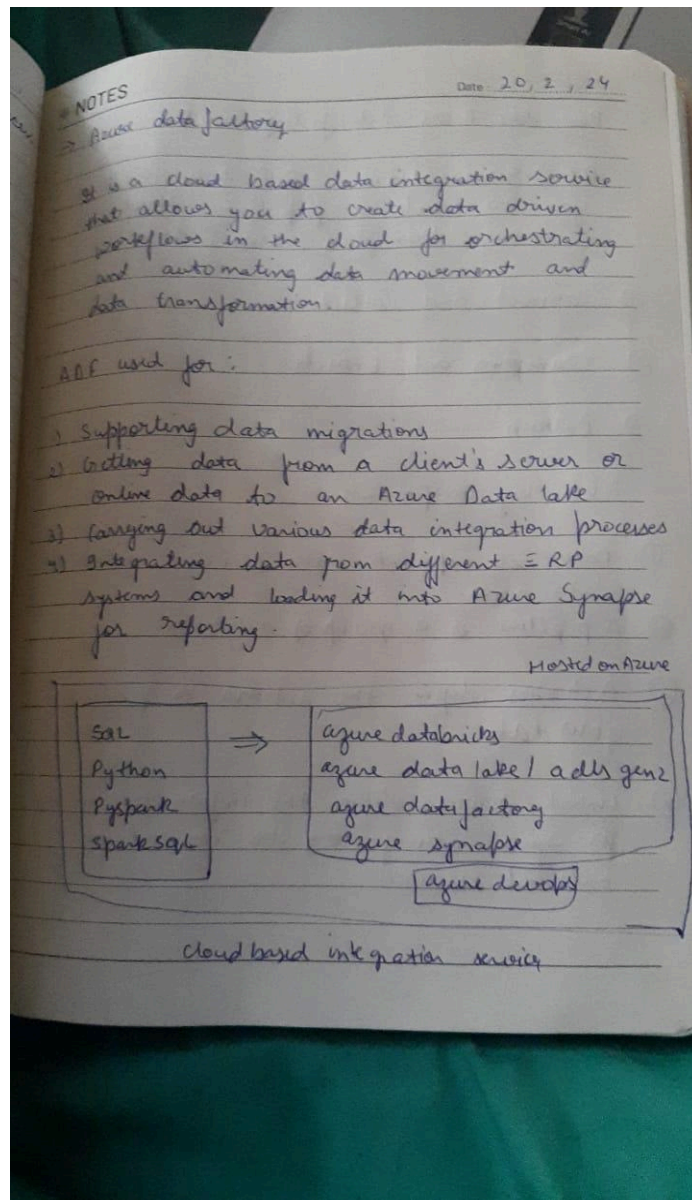 NOTES
Date 20, 2, 24
→ Azure data factory
It is a cloud based data integration service
that allows you to create data driven
workflows in the cloud for orchestrating
and automating data movement and
data transformation.
ADF used for:
1) Supporting data migrations
2) Getting data from a client's server or
online data to an Azure Data lake
3) Carrying out various data integration processes
4) Integrating data from different ERP
systems and loading it into Azure Synapse
for reporting.
Hosted on Azure
SQL
Python
Pyspark
spark SQL
⇒
azure databricks
azure data lake / adls gen2
azure datafactory
azure synapse
azure devops
cloud based integration service